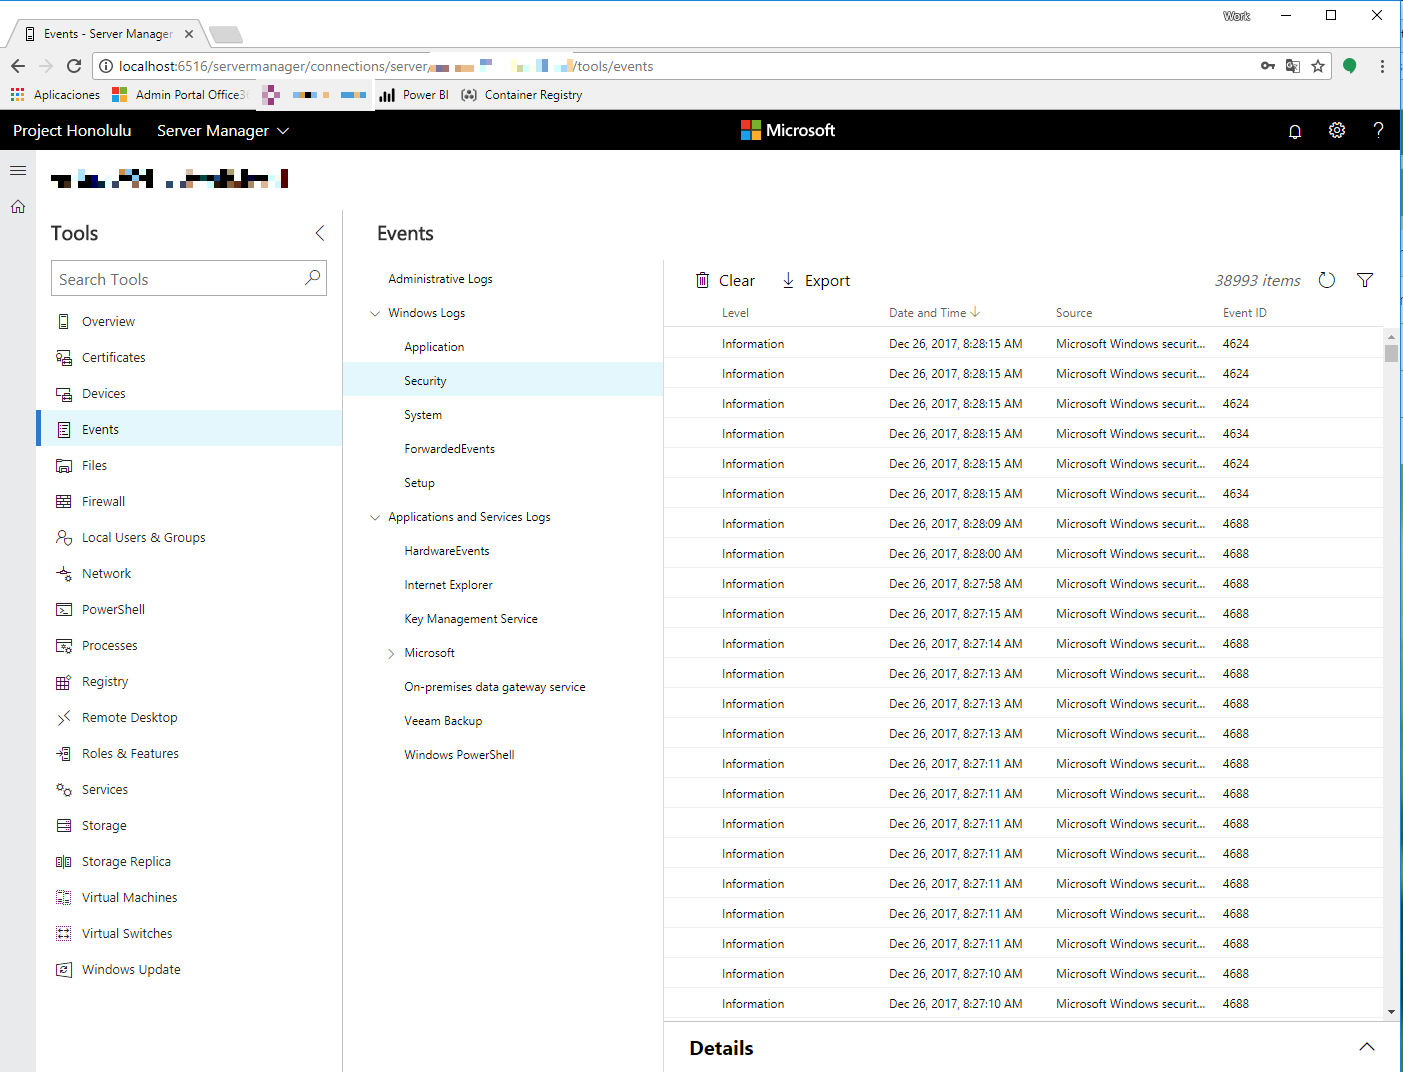 Work
Events - Server Manager
localhost:6516/servermanager/connections/server/ /tools/events
Aplicaciones Admin Portal Office3 Power BI Container Registry
Project Honolulu Server Manager Microsoft ?
Tools
Search Tools
Overview
Certificates
Devices
Events
Files
Firewall
Local Users & Groups
Network
PowerShell
Processes
Registry
Remote Desktop
Roles & Features
Services
Storage
Storage Replica
Virtual Machines
Virtual Switches
Windows Update
Events
Administrative Logs
Windows Logs
Application
Security
System
ForwardedEvents
Setup
Applications and Services Logs
HardwareEvents
Internet Explorer
Key Management Service
Microsoft
On-premises data gateway service
Veeam Backup
Windows PowerShell
Clear Export 38993 items
Level Date and Time Source Event ID
Information Dec 26, 2017, 8:28:15 AM Microsoft Windows securit... 4624
Information Dec 26, 2017, 8:28:15 AM Microsoft Windows securit... 4624
Information Dec 26, 2017, 8:28:15 AM Microsoft Windows securit... 4624
Information Dec 26, 2017, 8:28:15 AM Microsoft Windows securit... 4634
Information Dec 26, 2017, 8:28:15 AM Microsoft Windows securit... 4624
Information Dec 26, 2017, 8:28:15 AM Microsoft Windows securit... 4634
Information Dec 26, 2017, 8:28:09 AM Microsoft Windows securit... 4688
Information Dec 26, 2017, 8:28:00 AM Microsoft Windows securit... 4688
Information Dec 26, 2017, 8:27:58 AM Microsoft Windows securit... 4688
Information Dec 26, 2017, 8:27:15 AM Microsoft Windows securit... 4688
Information Dec 26, 2017, 8:27:14 AM Microsoft Windows securit... 4688
Information Dec 26, 2017, 8:27:13 AM Microsoft Windows securit... 4688
Information Dec 26, 2017, 8:27:13 AM Microsoft Windows securit... 4688
Information Dec 26, 2017, 8:27:13 AM Microsoft Windows securit... 4688
Information Dec 26, 2017, 8:27:11 AM Microsoft Windows securit... 4688
Information Dec 26, 2017, 8:27:11 AM Microsoft Windows securit... 4688
Information Dec 26, 2017, 8:27:11 AM Microsoft Windows securit... 4688
Information Dec 26, 2017, 8:27:11 AM Microsoft Windows securit... 4688
Information Dec 26, 2017, 8:27:11 AM Microsoft Windows securit... 4688
Information Dec 26, 2017, 8:27:11 AM Microsoft Windows securit... 4688
Information Dec 26, 2017, 8:27:11 AM Microsoft Windows securit... 4688
Information Dec 26, 2017, 8:27:10 AM Microsoft Windows securit... 4688
Information Dec 26, 2017, 8:27:10 AM Microsoft Windows securit... 4688
Details